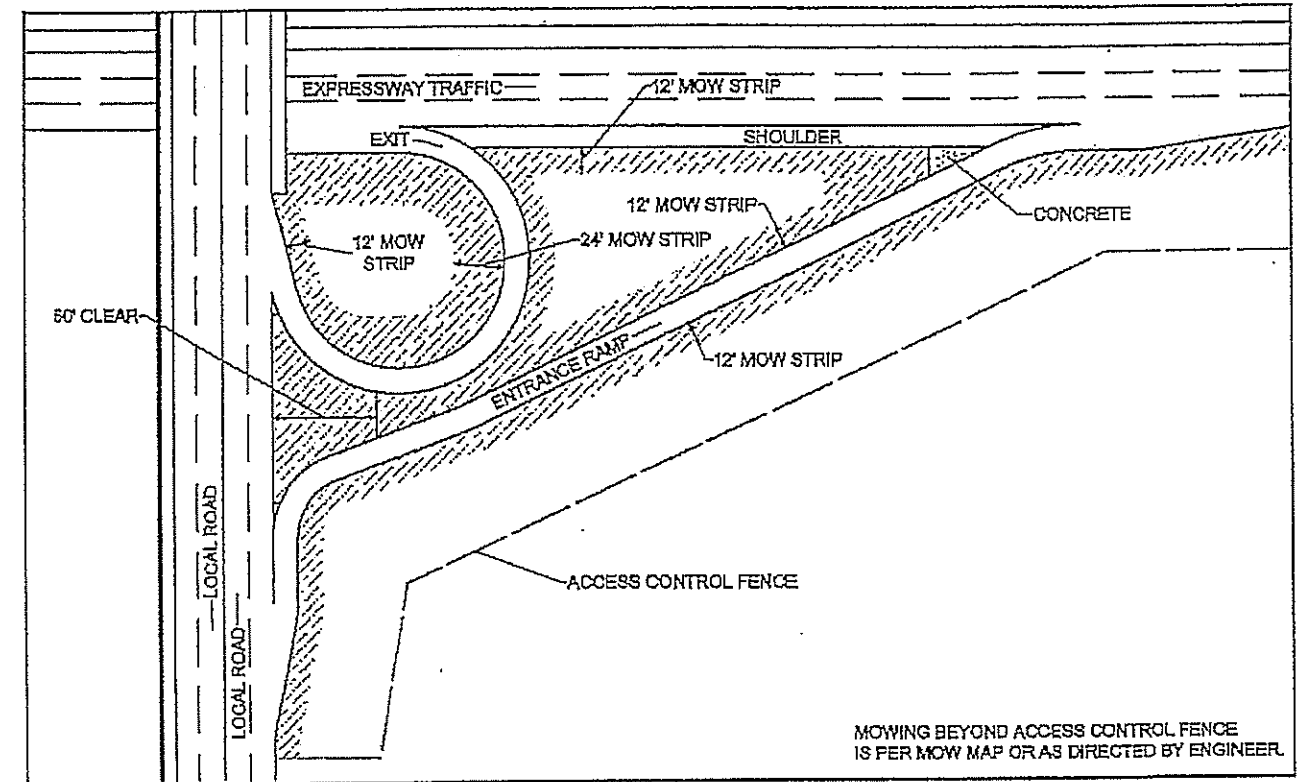 EXPRESSWAY TRAFFIC
12' MOW STRIP
EXIT
SHOULDER
12' MOW STRIP
CONCRETE
12' MOW
STRIP
24' MOW STRIP
60' CLEAR
12' MOW STRIP
ENTRANCE RAMP
LOCAL ROAD
LOCAL ROAD
ACCESS CONTROL FENCE
MOWING BEYOND ACCESS CONTROL FENCE
IS PER MOW MAP OR AS DIRECTED BY ENGINEER.